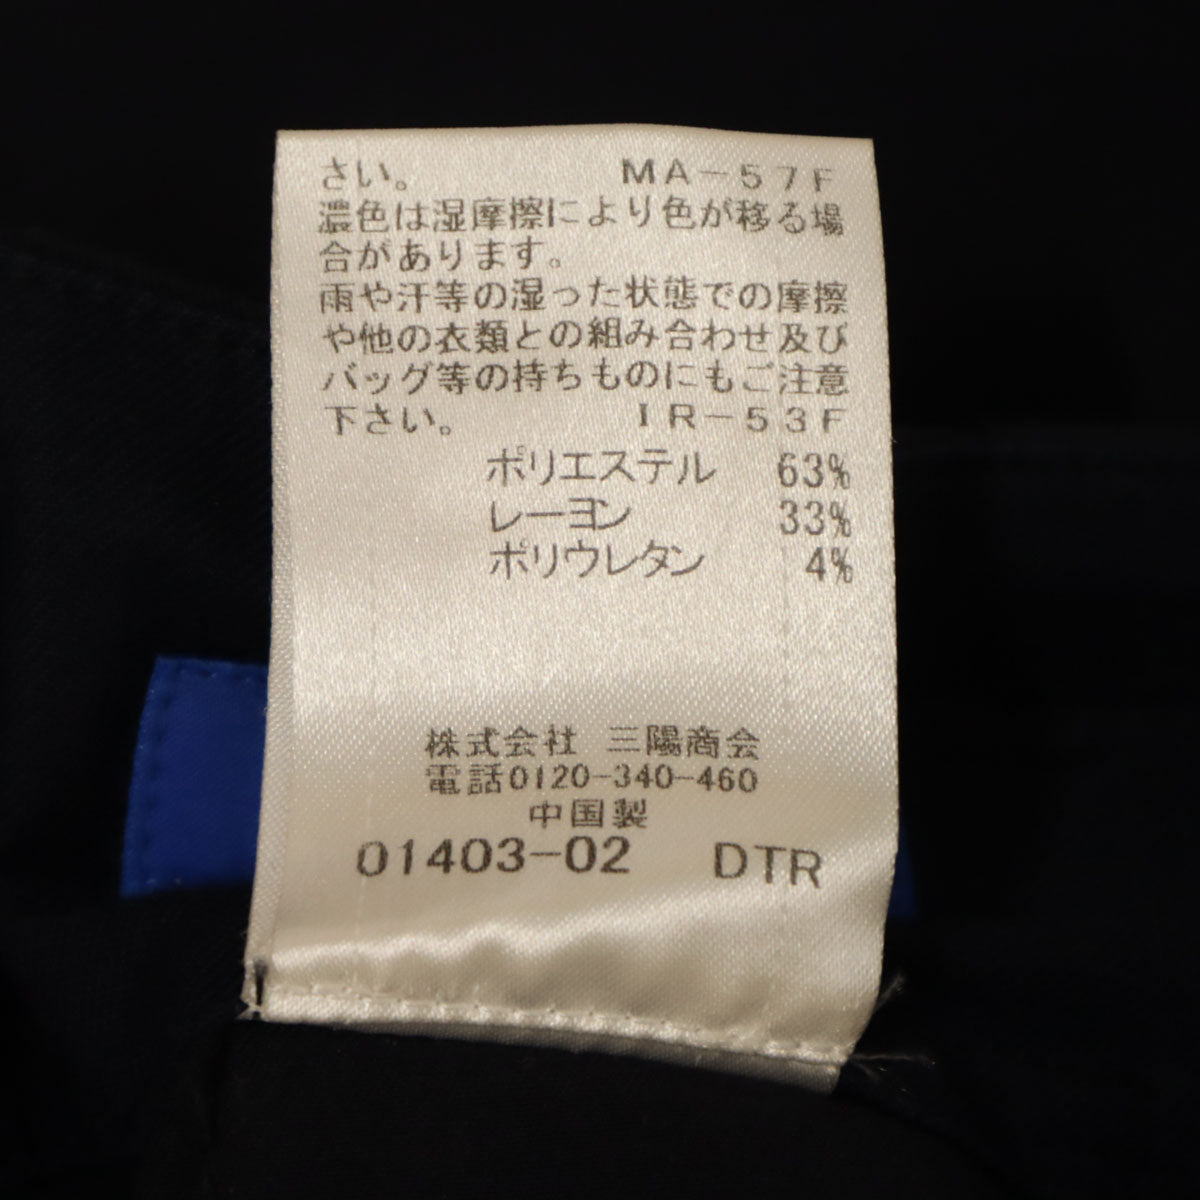 さい。 MA-57F
濃色は湿摩擦により色が移る場
合があります。
雨や汗等の湿った状態での摩擦
や他の衣類との組み合わせ及び
バッグ等の持ちものにもご注意
下さい。 IR-53F
ポリエステル 63%
レーヨン 33%
ポリウレタン 4%
株式会社 三陽商会
電話0120-340-460
中国製
01403-02 DTR